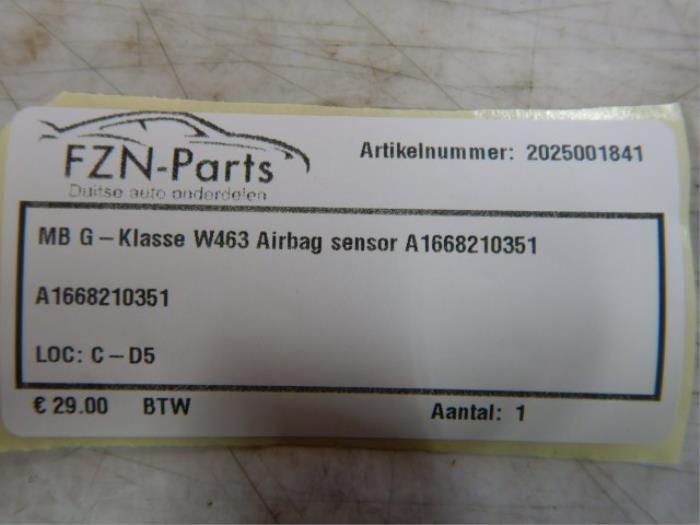 FZN-Parts
Duitse auto onderdelen
Artikelnummer: 2025001841
MB G-Klasse W463 Airbag sensor A1668210351
A1668210351
LOC: C-D5
€ 29.00 BTW
Aantal: 1